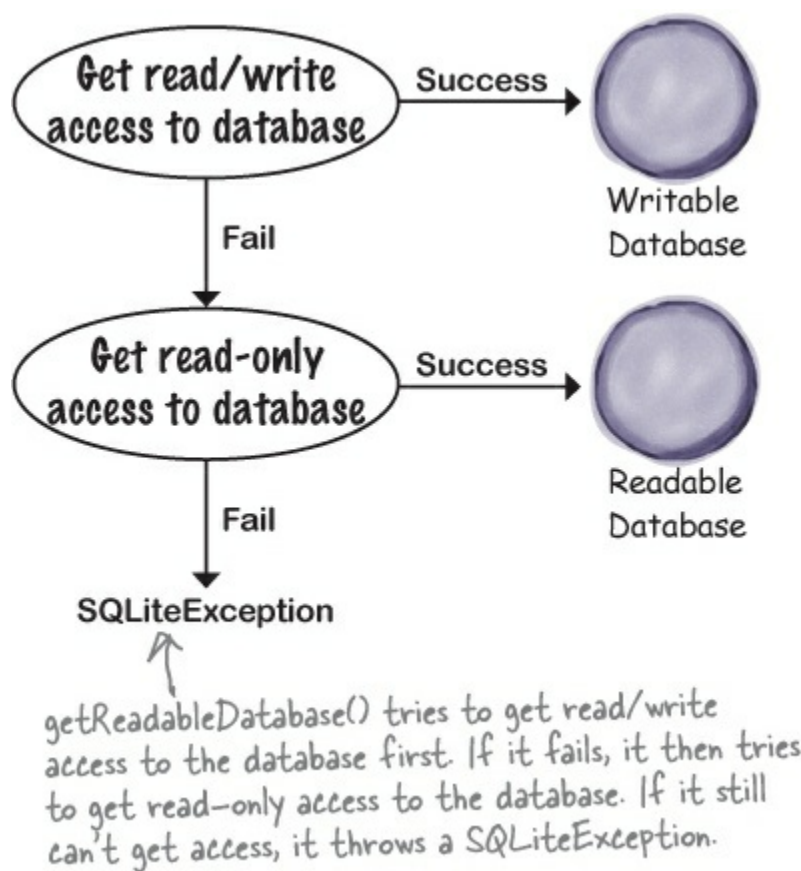 Get read/write
access to database
Success
Writable
Database
Fail
Get read-only
access to database
Success
Readable
Database
Fail
SQLiteException
getReadableDatabase() tries to get read/write
access to the database first. If it fails, it then tries
to get read-only access to the database. If it still
can't get access, it throws a SQLiteException.